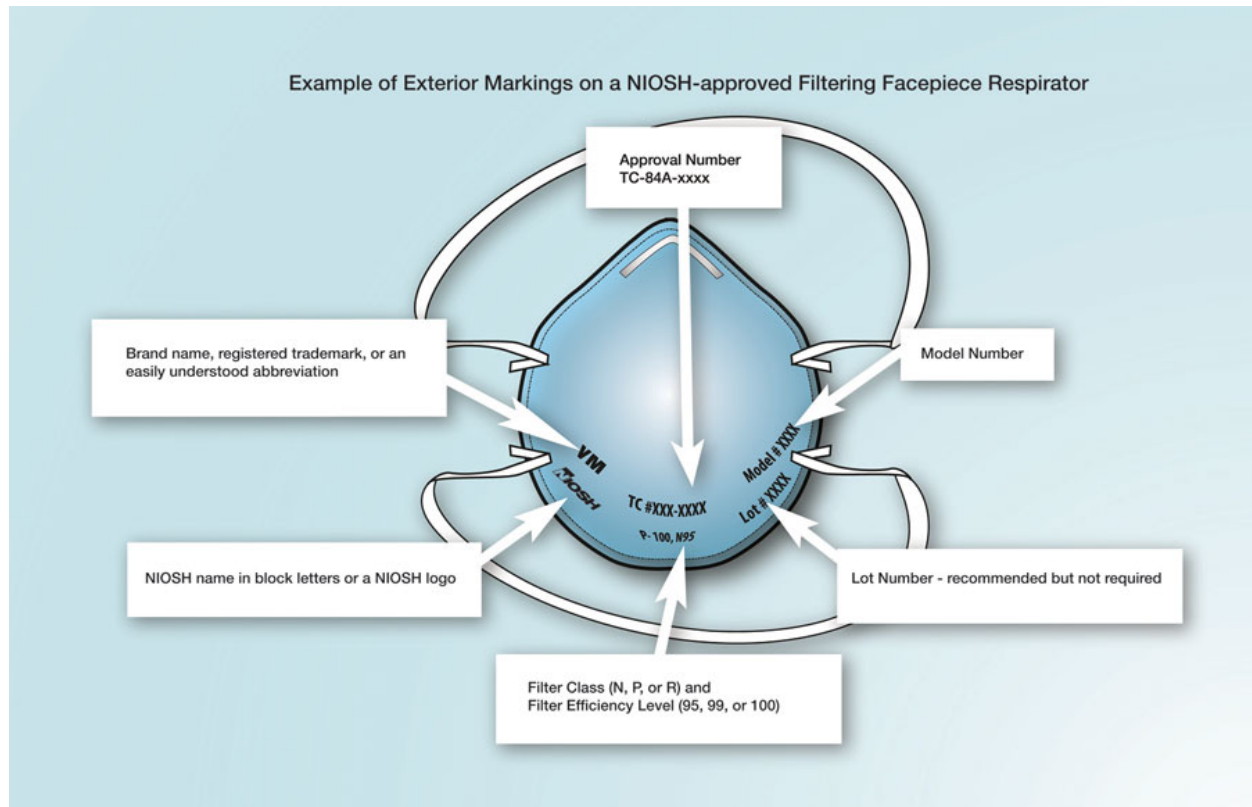 Example of Exterior Markings on a NIOSH-approved Filtering Facepiece Respirator
Approval Number
TC-84A-xxxx
Brand name, registered trademark, or an
easily understood abbreviation
Model Number
VM
NIOSH
TC #XXX-XXXX
P-100, N95
Model # XXXX
Lot # XXXX
NIOSH name in block letters or a NIOSH logo
Lot Number - recommended but not required
Filter Class (N, P, or R) and
Filter Efficiency Level (95, 99, or 100)